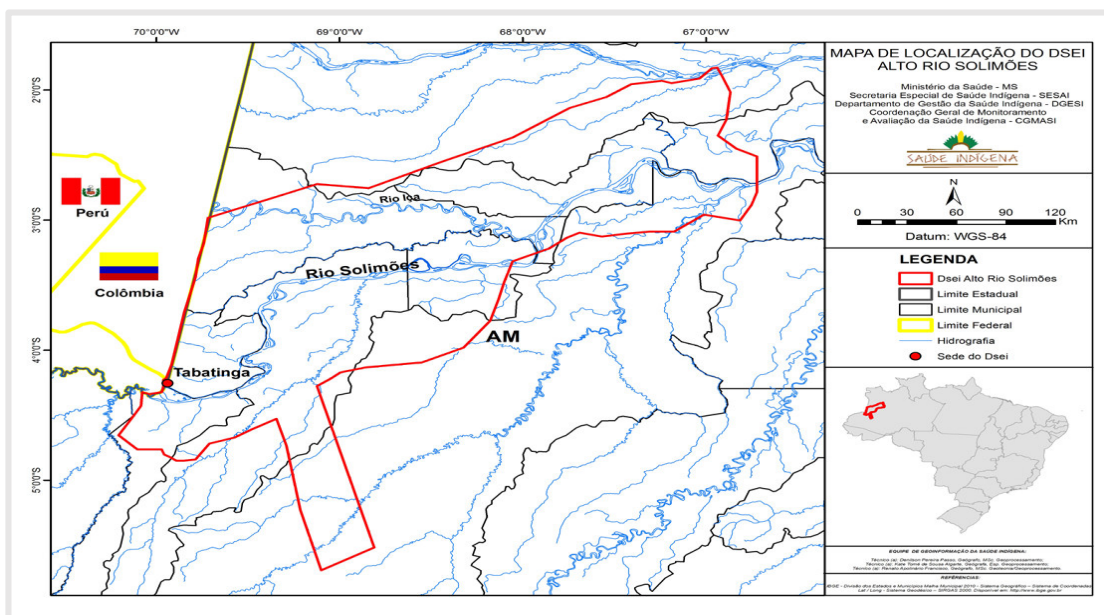 70°0'0"W
69°0'0"W
68°0'0"W
67°0'0"W
2°0'0"S
3°0'0"S
4°0'0"S
5°0'0"S
Perú
Colômbia
Rio Iça
Rio Solimões
AM
Tabatinga
MAPA DE LOCALIZAÇÃO DO DSEI
ALTO RIO SOLIMÕES
Ministério da Saúde - MS
Secretaria Especial de Saúde Indígena - SESAI
Departamento de Gestão da Saúde Indígena - DGESI
Coordenação Geral de Monitoramento
e Avaliação da Saúde Indígena - CGMASI
SAÚDE INDÍGENA
N
0 30 60 90 120
Km
Datum: WGS-84
LEGENDA
Dsei Alto Rio Solimões
Limite Estadual
Limite Municipal
Limite Federal
Hidrografia
Sede do Dsei
EQUIPE DE GEOINFORMAÇÃO DA SAÚDE INDÍGENA:
REFERÊNCIAS: